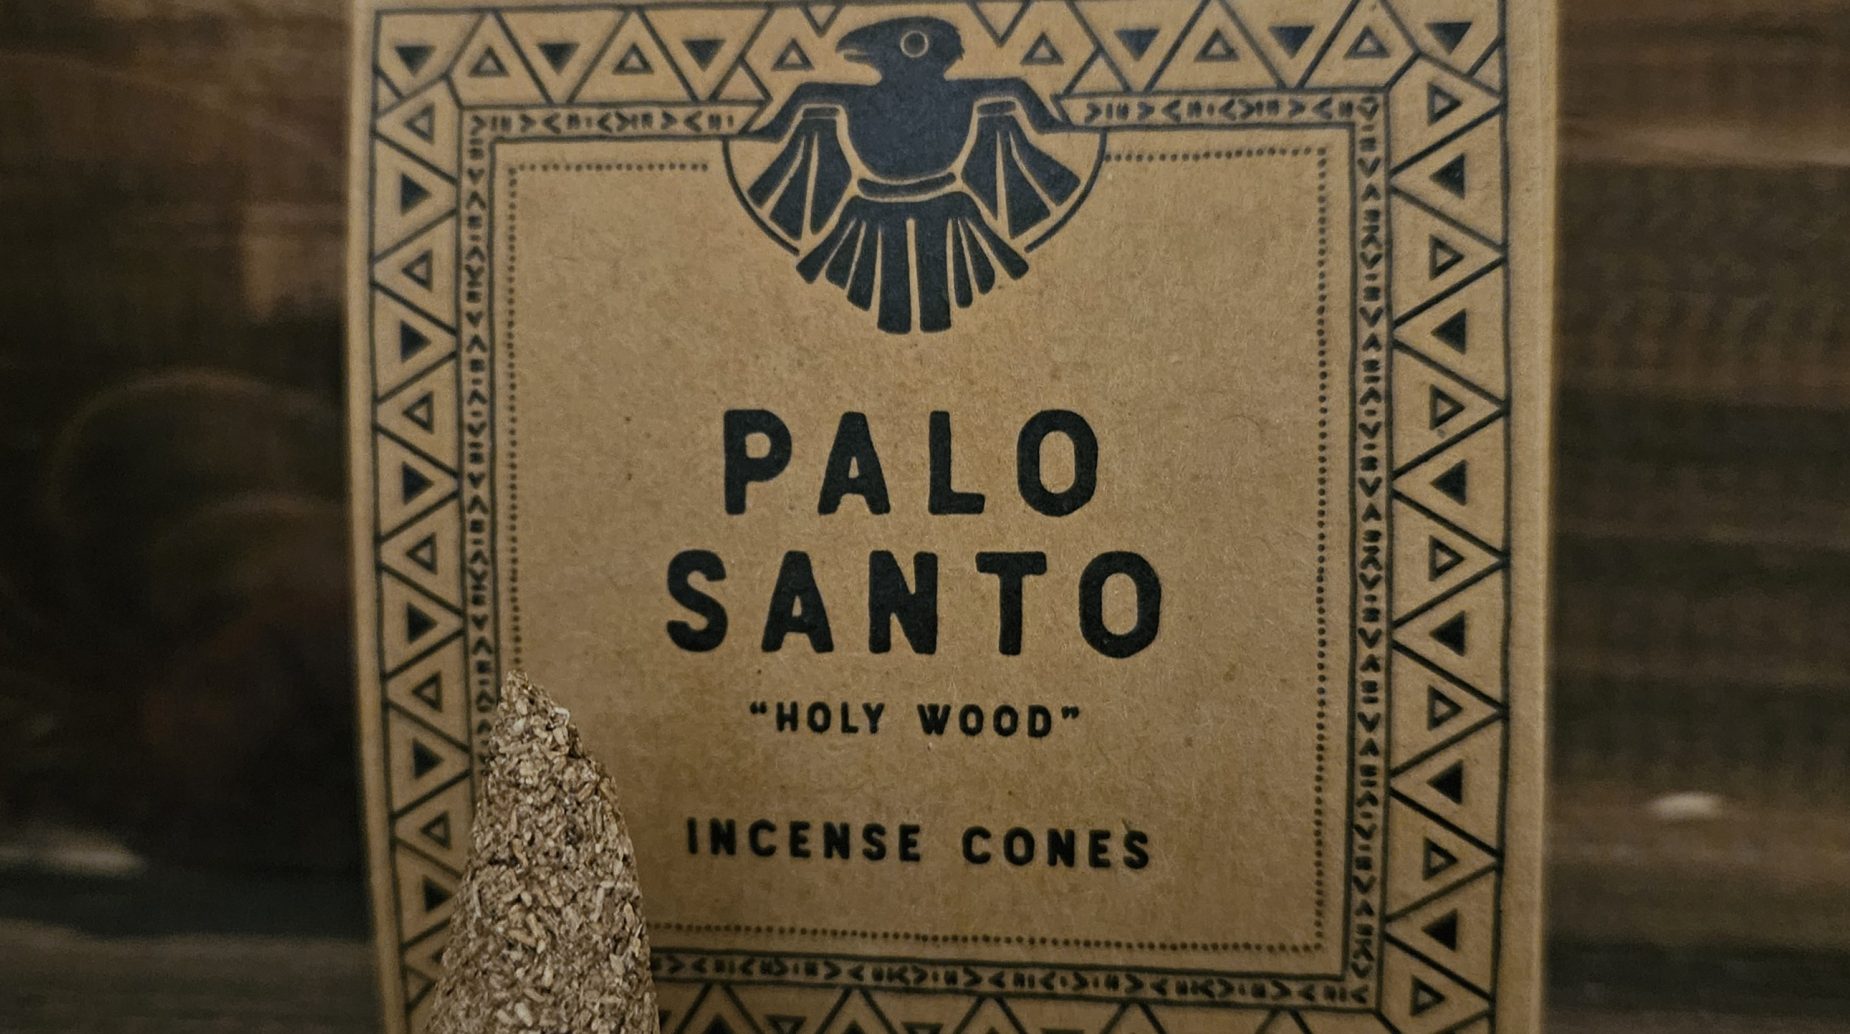 PALO
SANTO
“HOLY WOOD”
INCENSE CONES